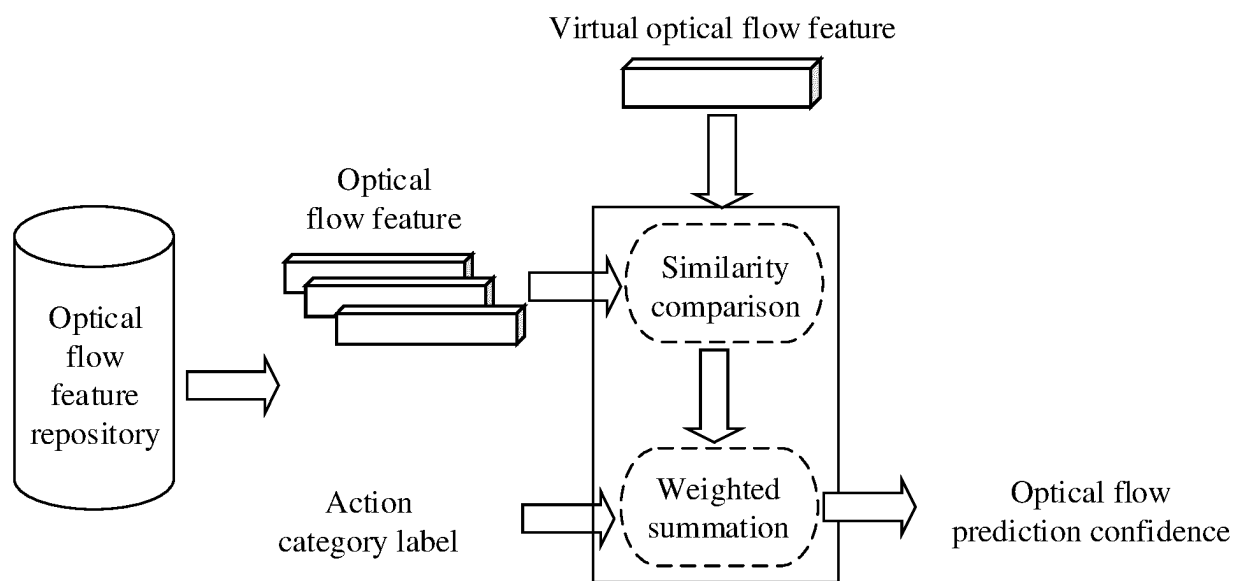 Virtual optical flow feature
Optical
flow feature
Optical
flow
feature
repository
Similarity
comparison
Action
category label
Weighted
summation
Optical flow
prediction confidence